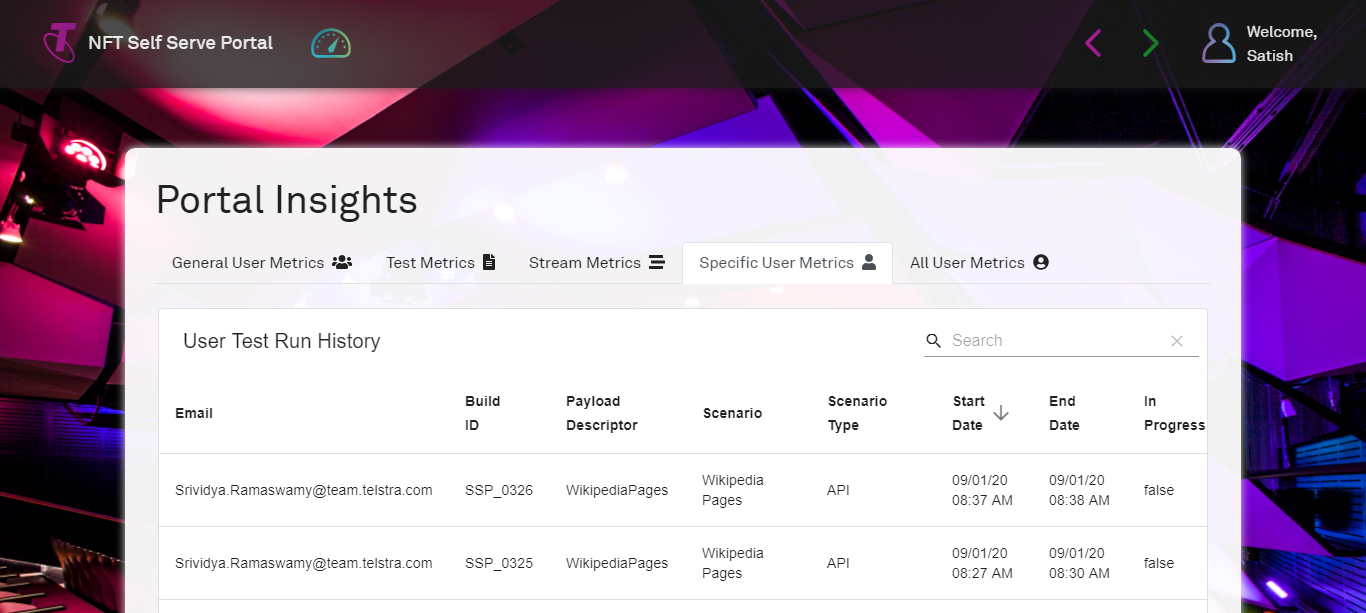 NFT Self Serve Portal
Welcome,
Satish
Portal Insights
General User Metrics
Test Metrics
Stream Metrics
Specific User Metrics
All User Metrics
User Test Run History
Search
Email
Build
ID
Payload
Descriptor
Scenario
Scenario
Type
Start
Date
End
Date
In
Progress
Srividya.Ramaswamy@team.telstra.com
SSP_0326
WikipediaPages
Wikipedia
Pages
API
09/01/20
08:37 AM
09/01/20
08:38 AM
false
Srividya.Ramaswamy@team.telstra.com
SSP_0325
WikipediaPages
Wikipedia
Pages
API
09/01/20
08:27 AM
09/01/20
08:30 AM
false